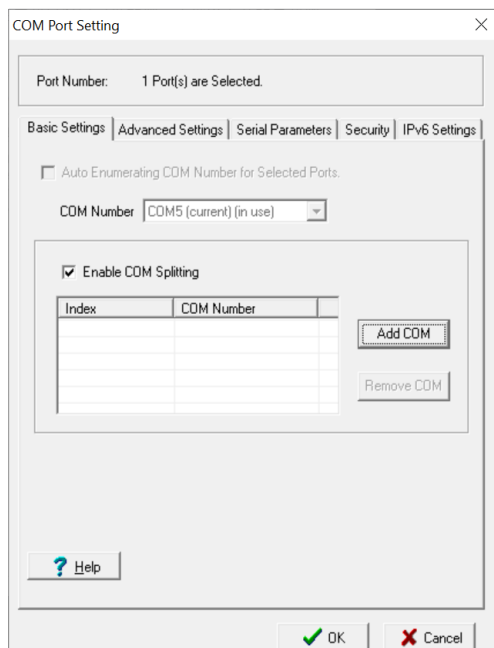 COM Port Setting
Port Number: 1 Port(s) are Selected.
Basic Settings Advanced Settings Serial Parameters Security IPv6 Settings
Auto Enumerating COM Number for Selected Ports.
COM Number COM5 (current) (in use)
Enable COM Splitting
Index COM Number
Add COM
Remove COM
? Help
OK Cancel